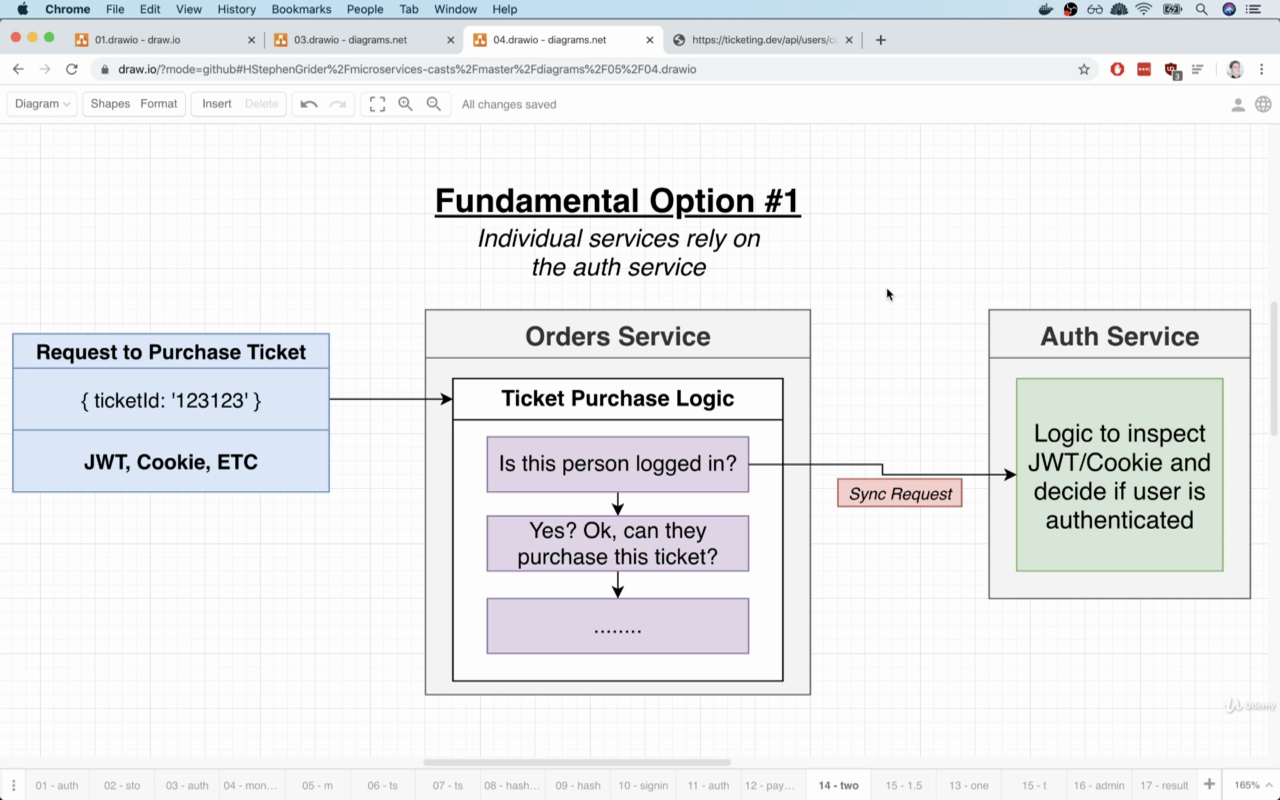 Chrome File Edit View History Bookmarks People Tab Window Help
01.drawio - draw.io
03.drawio - diagrams.net
04.drawio - diagrams.net
https://ticketing.dev/api/users/c
draw.io/?mode=github#HStephenGrider%2Fmicroservices-casts%2Fmaster%2Fdiagrams%2F05%2F04.drawio
3
Diagram Shapes Format Insert Delete All changes saved
Fundamental Option #1
Individual services rely on
the auth service
Request to Purchase Ticket
{ ticketId: '123123' }
JWT, Cookie, ETC
Orders Service
Ticket Purchase Logic
Is this person logged in?
Yes? Ok, can they
purchase this ticket?
........
Sync Request
Auth Service
Logic to inspect
JWT/Cookie and
decide if user is
authenticated
Udemy
01 - auth 02 - sto 03 - auth 04 - mon... 05 - m 06 - ts 07 - ts 08 - hash... 09 - hash 10 - signin 11 - auth 12 - pay... 14 - two 15 - 1.5 13 - one 15 - t 16 - admin 17 - result 165%